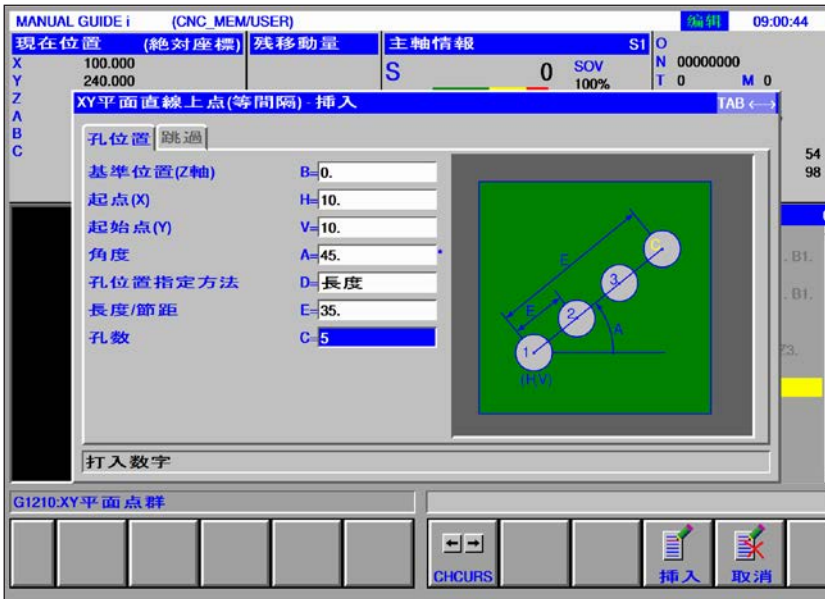 MANUAL GUIDE i (CNC_MEM/USER) 编辑 09:00:44
現在位置 (絶対座標) 残移動量 主軸情報 S1 O
X 100.000 S 0 SOV N 00000000
Y 240.000 100% T 0 M 0
Z
A
B
C
54
98
XY平面直線上点(等間隔)-挿入 TAB
孔位置 跳過
基準位置(Z軸) B= 0.
起点(X) H= 10.
起始点(Y) V= 10.
角度 A= 45. °
孔位置指定方法 D= 長度
長度/節距 E= 35.
孔数 C= 5
E
E
C
3
2
1
A
(H,V)
. B1.
. B1.
打入数字
G1210:XY平面点群
CHCURS 挿入 取消